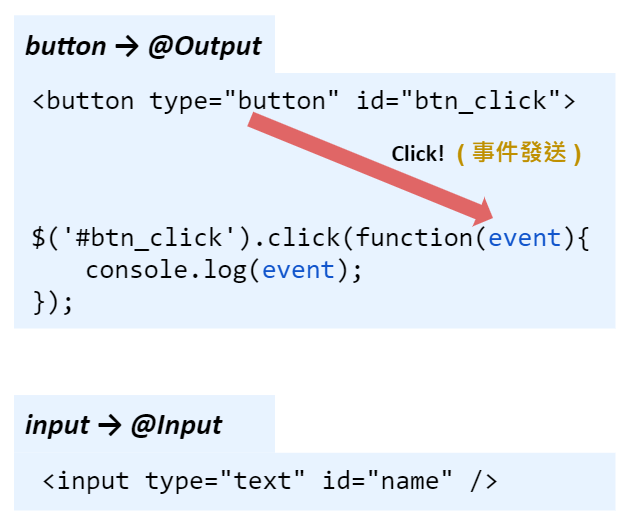 button → @Output
<button type="button" id="btn_click">
Click! ( 事件發送 )
$('#btn_click').click(function(event){
console.log(event);
});
input → @Input
<input type="text" id="name" />